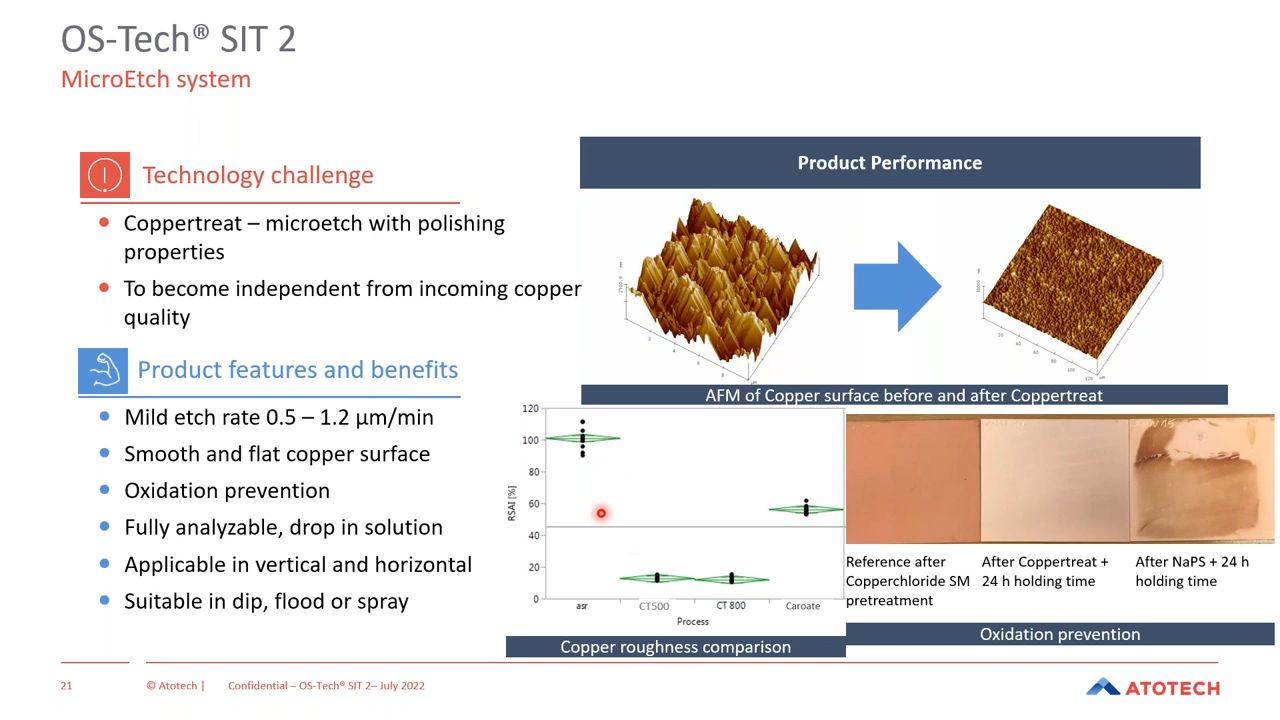 OS-Tech® SIT 2
MicroEtch system
Technology challenge
Coppertreat – microetch with polishing
properties
To become independent from incoming copper
quality
Product features and benefits
Mild etch rate 0.5 – 1.2 µm/min
Smooth and flat copper surface
Oxidation prevention
Fully analyzable, drop in solution
Applicable in vertical and horizontal
Suitable in dip, flood or spray
Product Performance
AFM of Copper surface before and after Coppertreat
120
100
80
60
40
20
0
RSAI [%]
asr
CT500
CT 800
Caroate
Process
Copper roughness comparison
Reference after
Copperchloride SM
pretreatment
After Coppertreat +
24 h holding time
After NaPS + 24 h
holding time
Oxidation prevention
21
© Atotech |
Confidential – OS-Tech® SIT 2– July 2022
ATOTECH